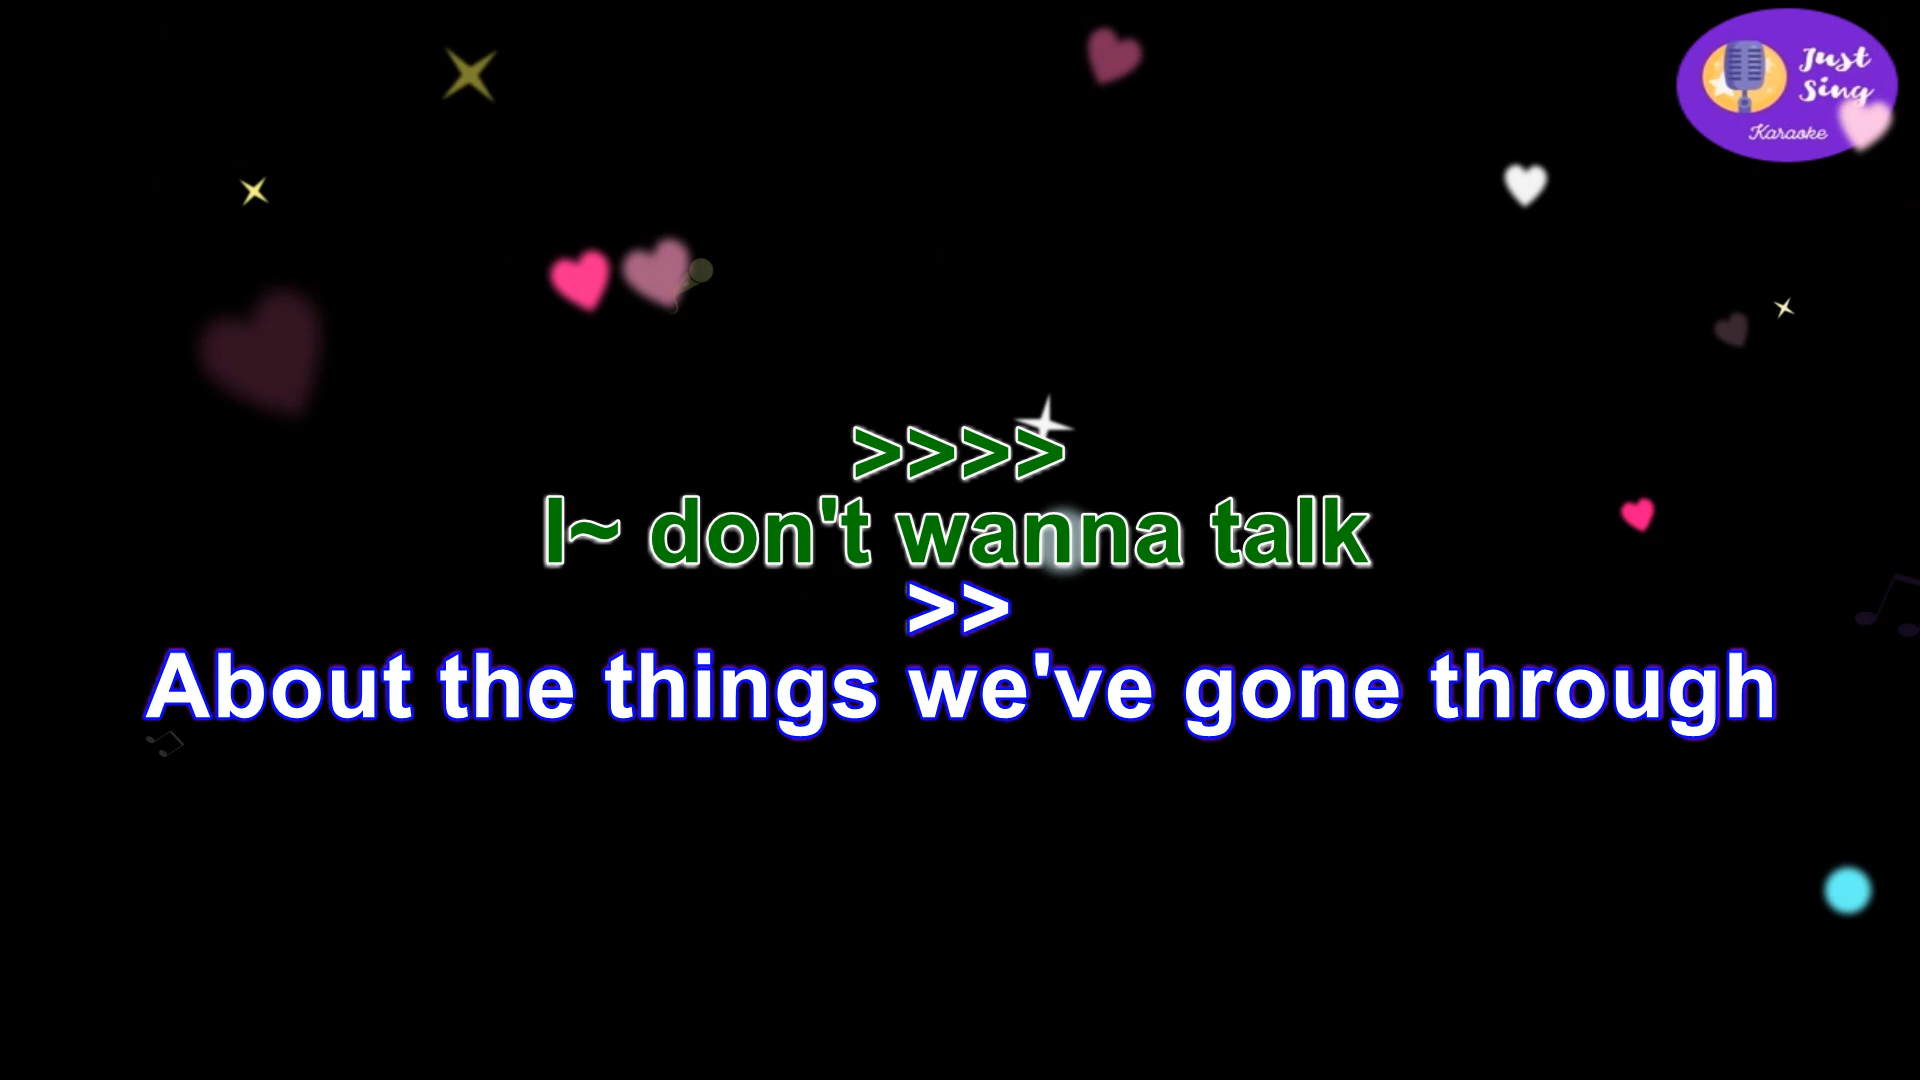 Just
Sing
Karaoke
>>>>
I~ don't wanna talk
>>
About the things we've gone through